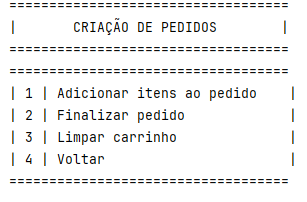 ===================================
|       CRIAÇÃO DE PEDIDOS        |
===================================
===================================
| 1 | Adicionar itens ao pedido    |
| 2 | Finalizar pedido             |
| 3 | Limpar carrinho              |
| 4 | Voltar                       |
===================================